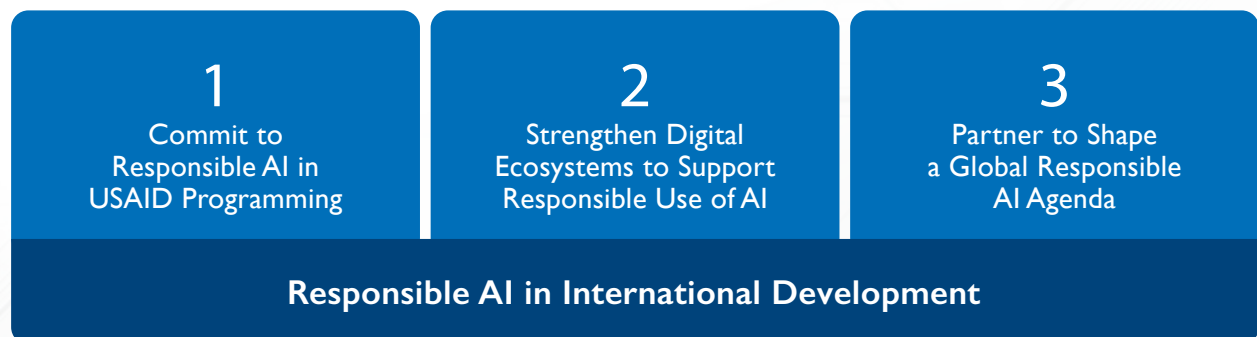 1
Commit to
Responsible AI in
USAID Programming
2
Strengthen Digital
Ecosystems to Support
Responsible Use of AI
3
Partner to Shape
a Global Responsible
AI Agenda
Responsible AI in International Development